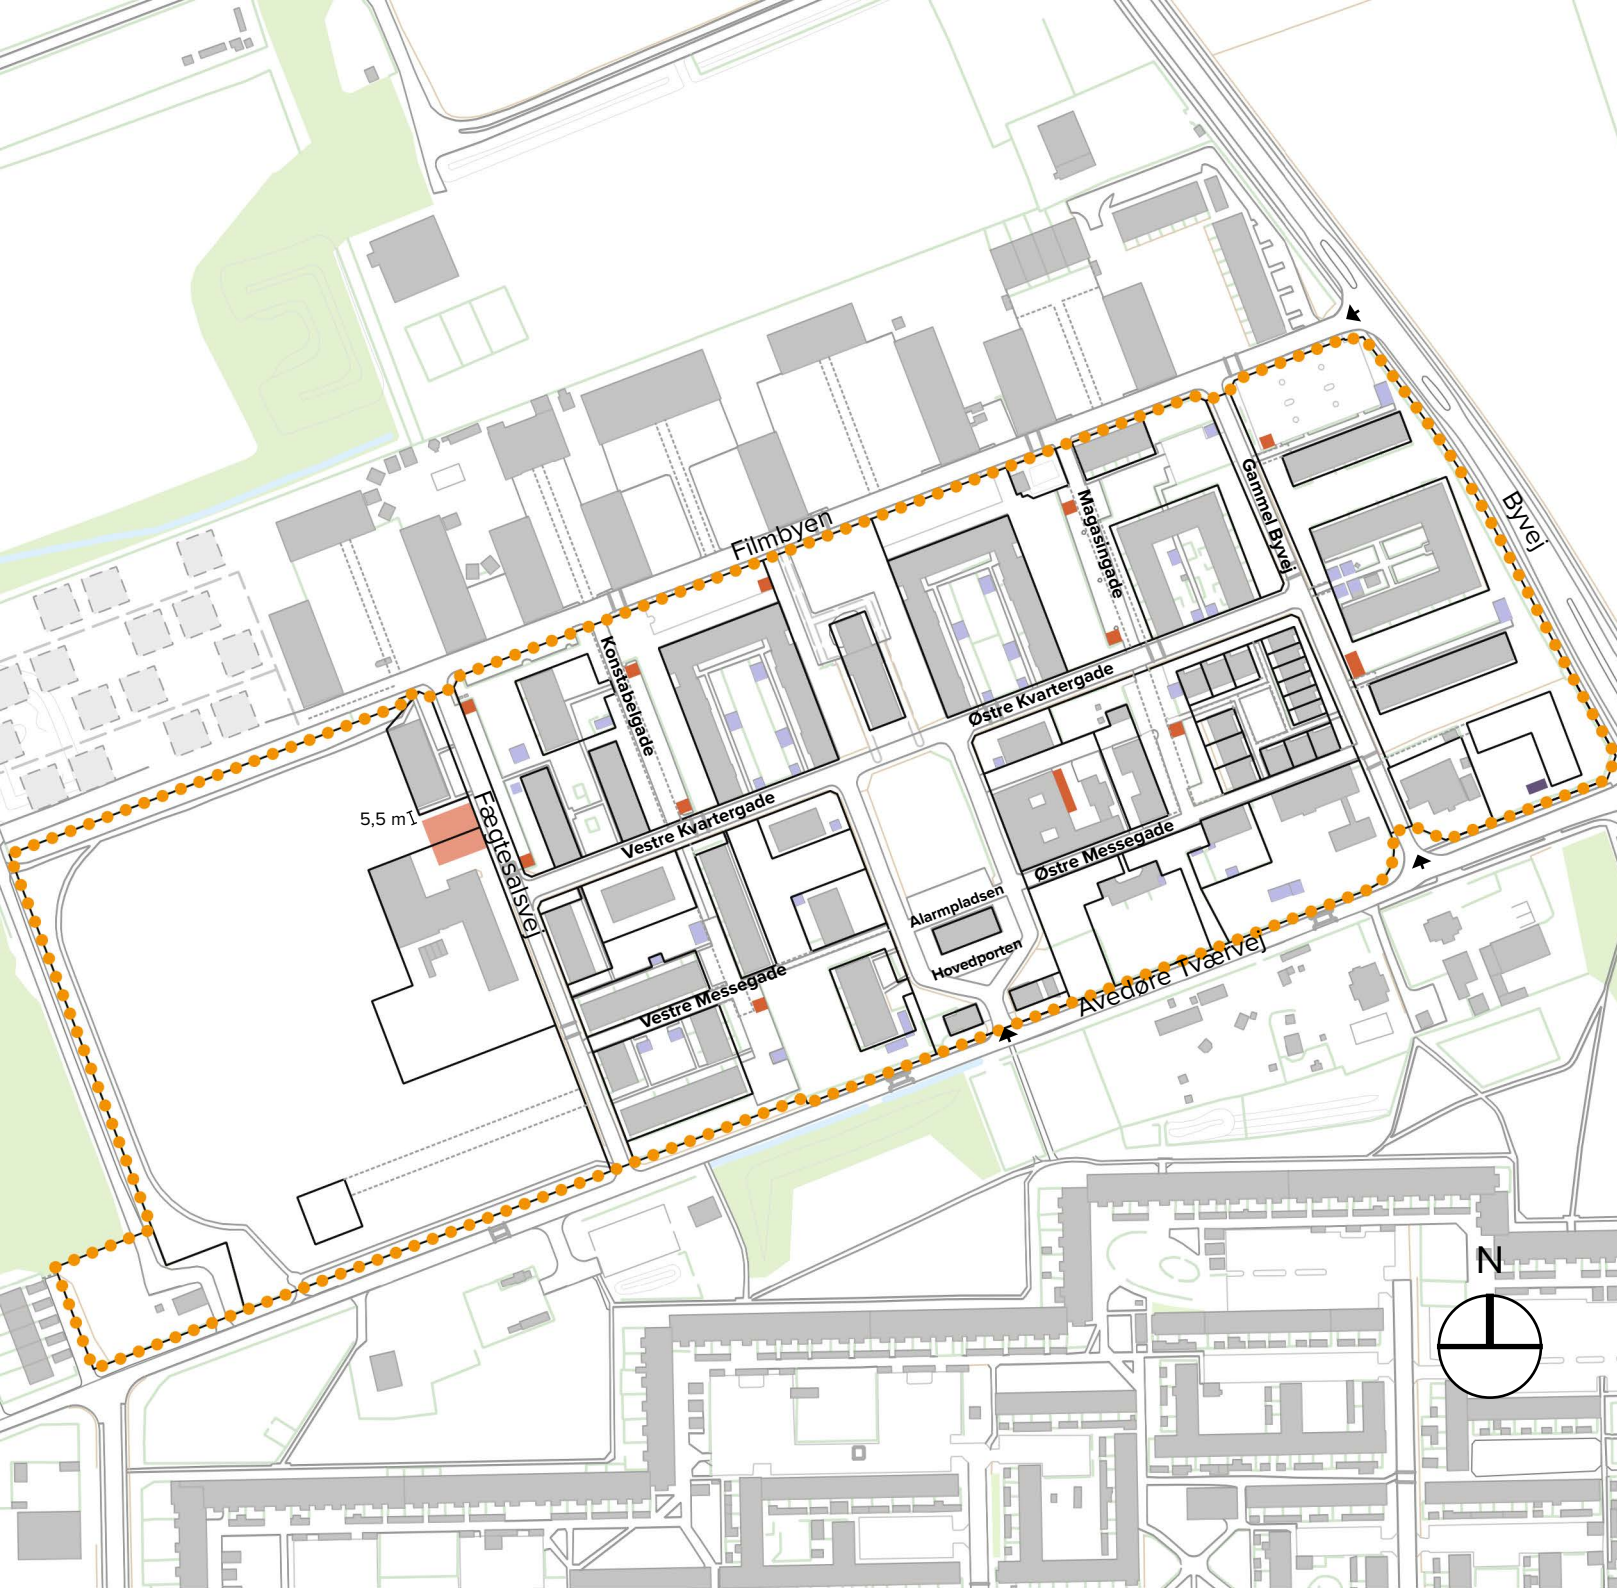 Filmbyen
Byvej
Gammel Byvej
Magasingade
Konstabelgade
Østre Kvartergade
Fægtesalsvej
5,5 m
Vestre Kvartergade
Østre Messegade
Alarmpladsen
Hovedporten
Vestre Messegade
Avedøre Tværvej
N